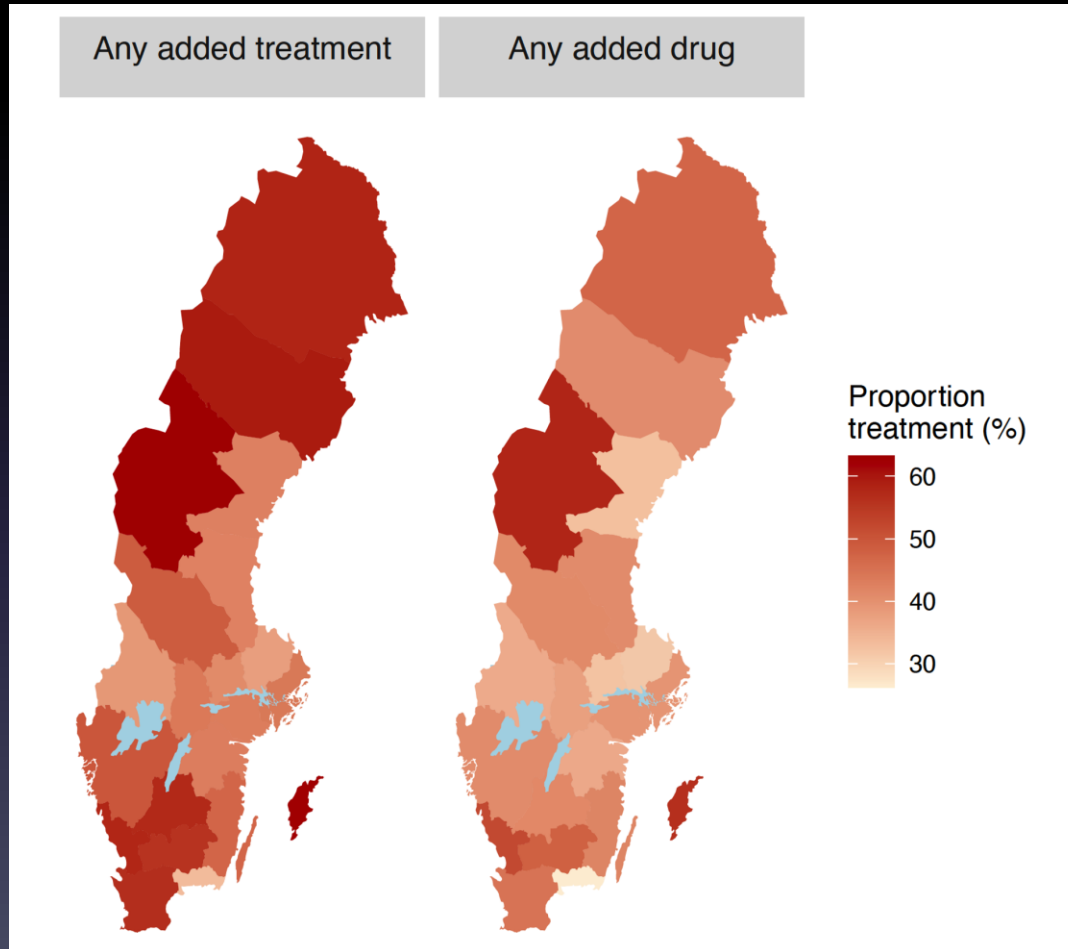 Any added treatment
Any added drug
Proportion
treatment (%)
60
50
40
30